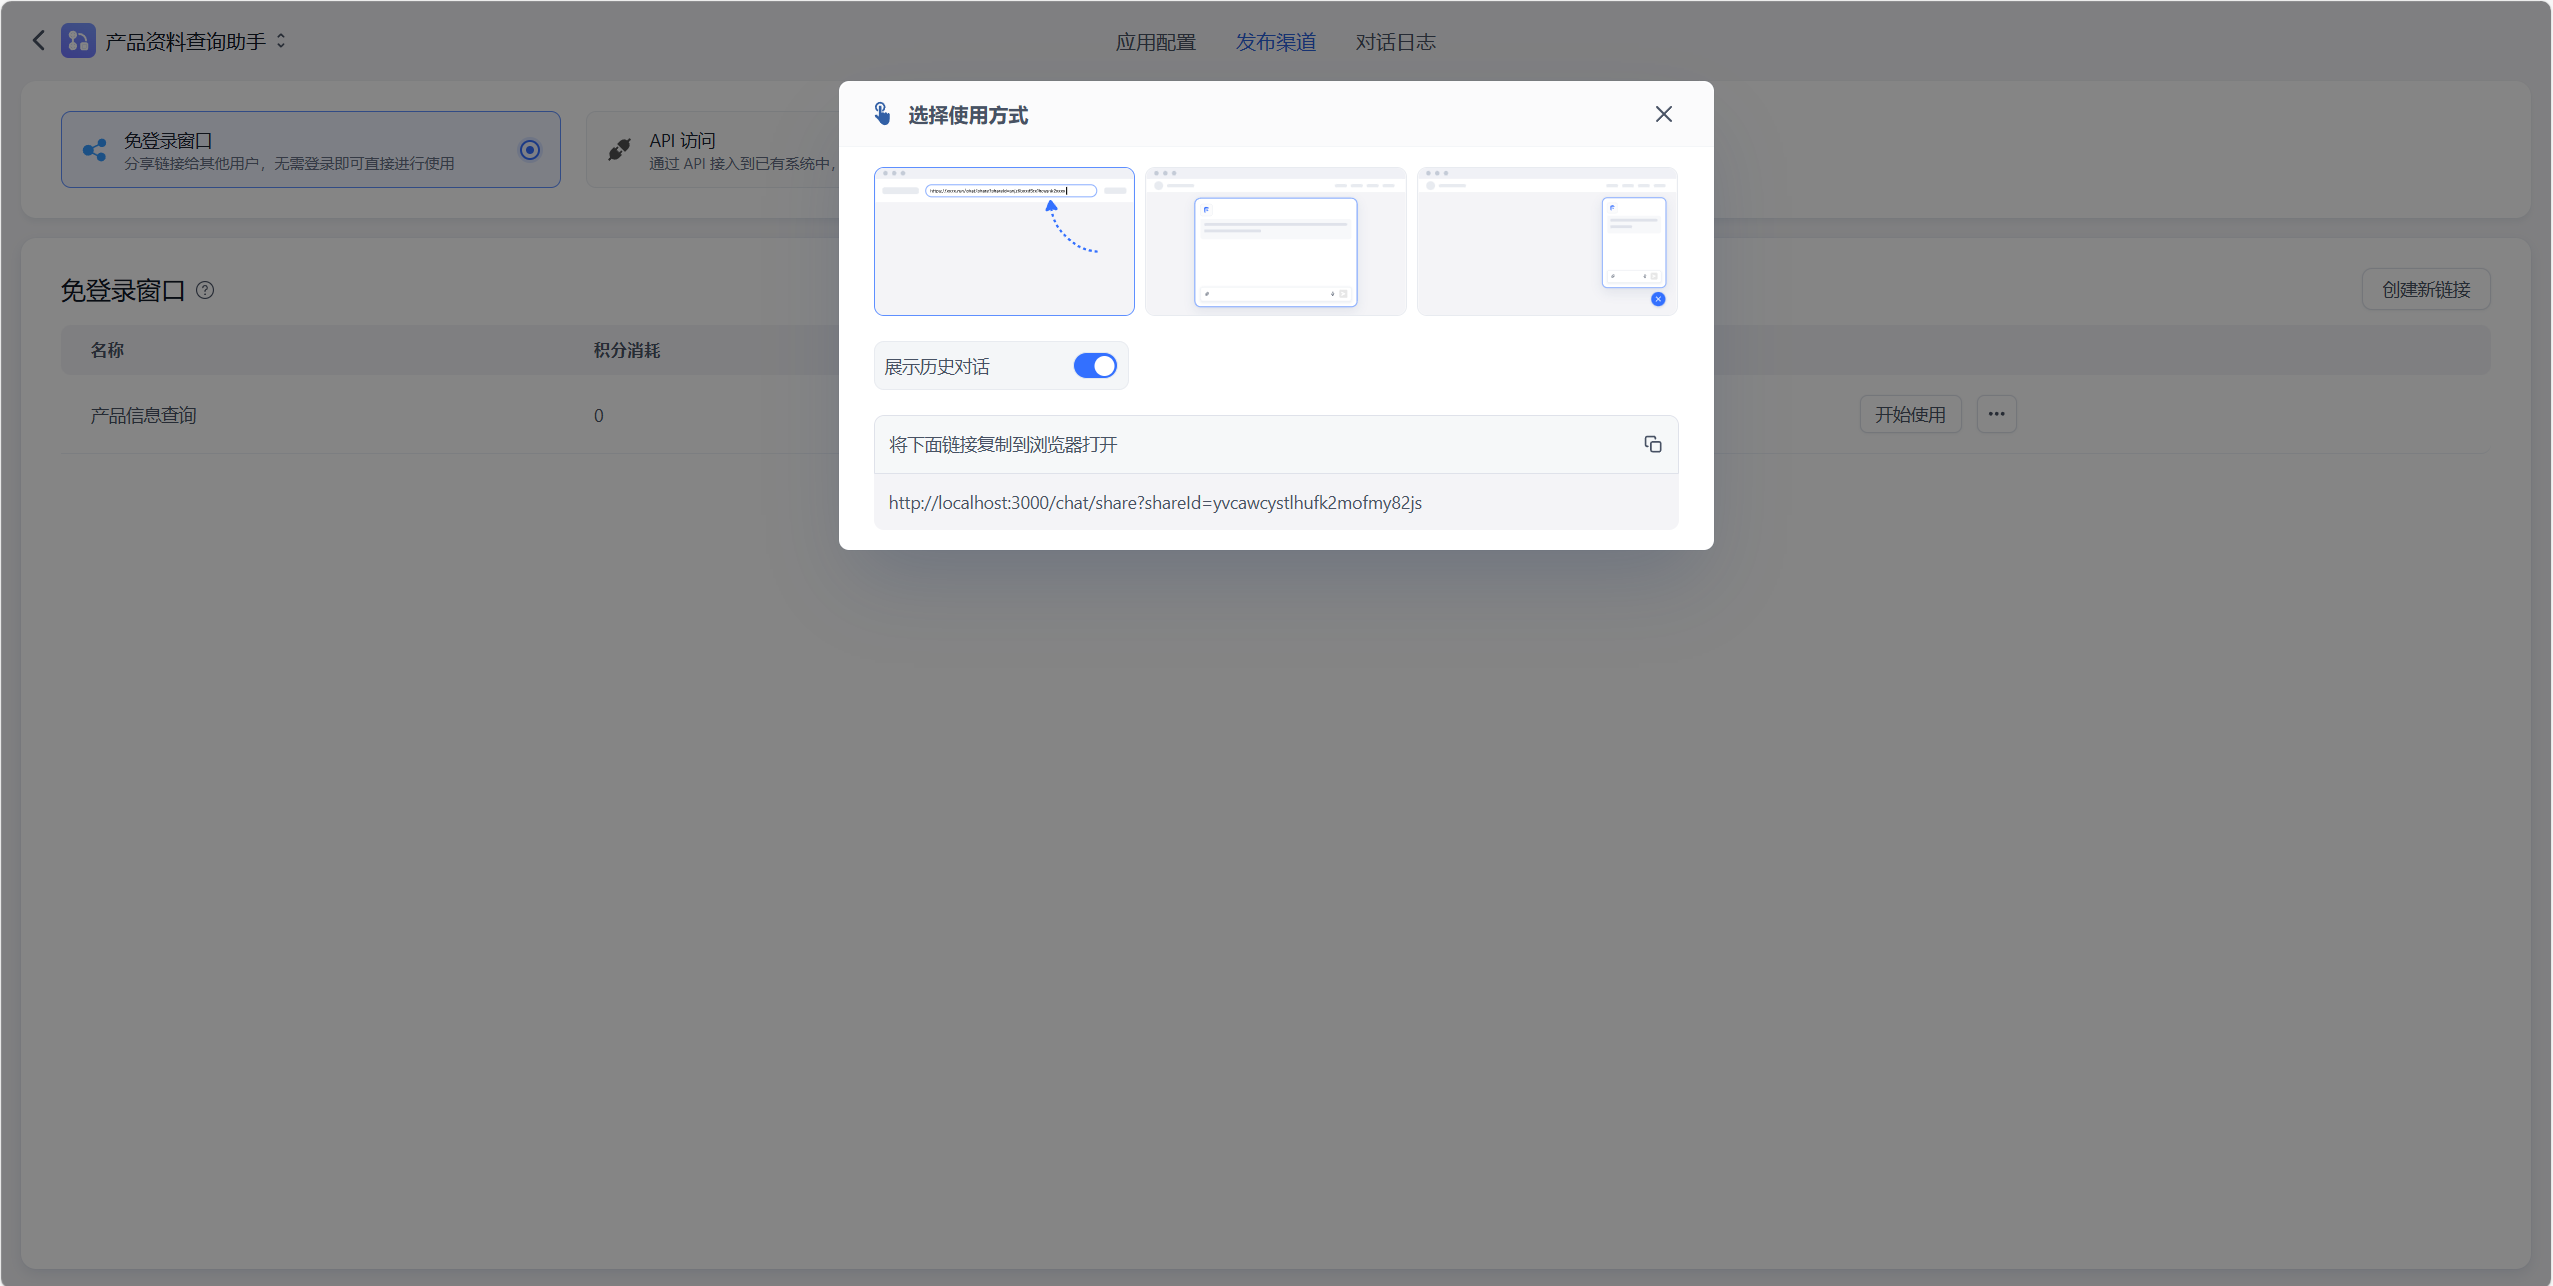 产品资料查询助手
应用配置
发布渠道
对话日志
免登录窗口
分享链接给其他用户，无需登录即可直接进行使用
API 访问
通过 API 接入到已有系统中，
选择使用方式
展示历史对话
将下面链接复制到浏览器打开
http://localhost:3000/chat/share?shareId=yvcawcystlhufk2mofmy82js
免登录窗口
创建新链接
名称
积分消耗
产品信息查询
0
开始使用